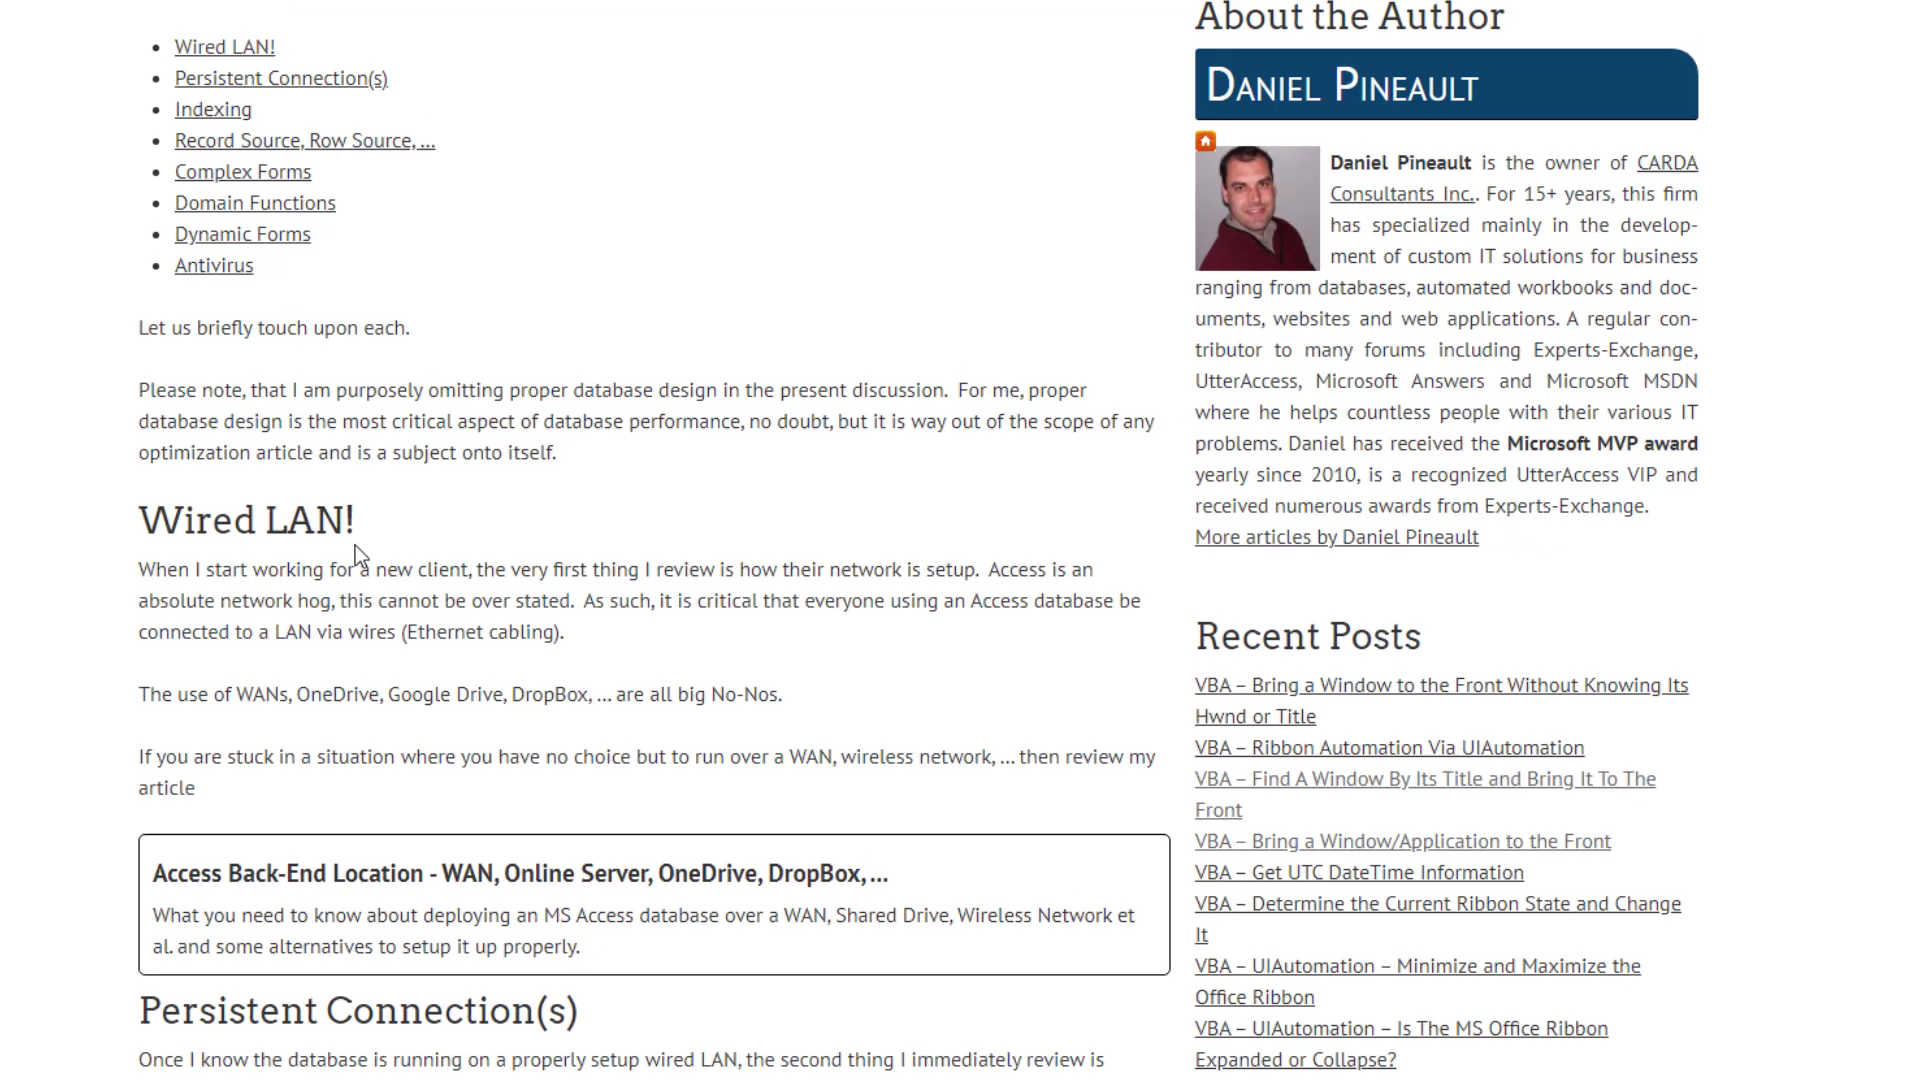 Wired LAN!
Persistent Connection(s)
Indexing
Record Source, Row Source, ...
Complex Forms
Domain Functions
Dynamic Forms
Antivirus
Let us briefly touch upon each.
Please note, that I am purposely omitting proper database design in the present discussion.  For me, proper
database design is the most critical aspect of database performance, no doubt, but it is way out of the scope of any
optimization article and is a subject onto itself.
Wired LAN!
When I start working for a new client, the very first thing I review is how their network is setup.  Access is an
absolute network hog, this cannot be over stated.  As such, it is critical that everyone using an Access database be
connected to a LAN via wires (Ethernet cabling).
The use of WANs, OneDrive, Google Drive, DropBox, ... are all big No-Nos.
If you are stuck in a situation where you have no choice but to run over a WAN, wireless network, ... then review my
article
Access Back-End Location - WAN, Online Server, OneDrive, DropBox, ...
What you need to know about deploying an MS Access database over a WAN, Shared Drive, Wireless Network et
al. and some alternatives to setup it up properly.
Persistent Connection(s)
Once I know the database is running on a properly setup wired LAN, the second thing I immediately review is
About the Author
Daniel Pineault
Daniel Pineault is the owner of CARDA
Consultants Inc.. For 15+ years, this firm
has specialized mainly in the develop-
ment of custom IT solutions for business
ranging from databases, automated workbooks and doc-
uments, websites and web applications. A regular con-
tributor to many forums including Experts-Exchange,
UtterAccess, Microsoft Answers and Microsoft MSDN
where he helps countless people with their various IT
problems. Daniel has received the Microsoft MVP award
yearly since 2010, is a recognized UtterAccess VIP and
received numerous awards from Experts-Exchange.
More articles by Daniel Pineault
Recent Posts
VBA – Bring a Window to the Front Without Knowing Its
Hwnd or Title
VBA – Ribbon Automation Via UIAutomation
VBA – Find A Window By Its Title and Bring It To The
Front
VBA – Bring a Window/Application to the Front
VBA – Get UTC DateTime Information
VBA – Determine the Current Ribbon State and Change
It
VBA – UIAutomation – Minimize and Maximize the
Office Ribbon
VBA – UIAutomation – Is The MS Office Ribbon
Expanded or Collapse?